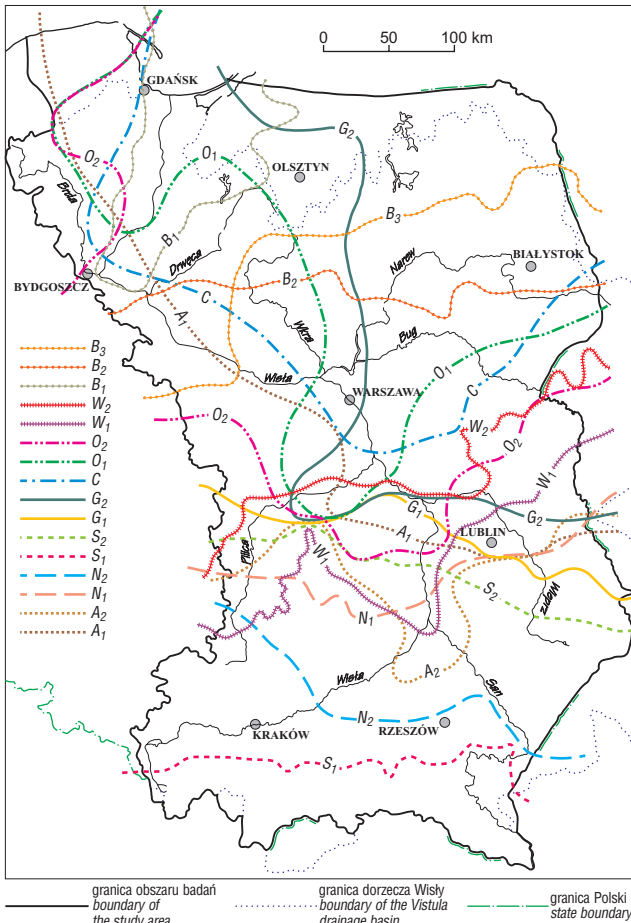 0 50 100 km
GDAŃSK
G2
O2
O1
OLSZTYN
Brda
B1
B3
Drwęca
Narew
BIAŁYSTOK
BYDGOSZCZ
C
B2
A1
Wkra
Bug
O1
Wisła
WARSZAWA
C
O2
W2
O2
B3
B2
B1
W2
W1
O2
O1
C
G2
G1
S2
S1
N2
N1
A2
A1
W1
G1
G2
A1
LUBLIN
Pilica
W1
S2
Wieprz
N1
A2
Wisła
San
N2
KRAKÓW
RZESZÓW
S1
granica obszaru badań
boundary of
the study area
granica dorzecza Wisły
boundary of the Vistula
drainage basin
granica Polski
state boundary